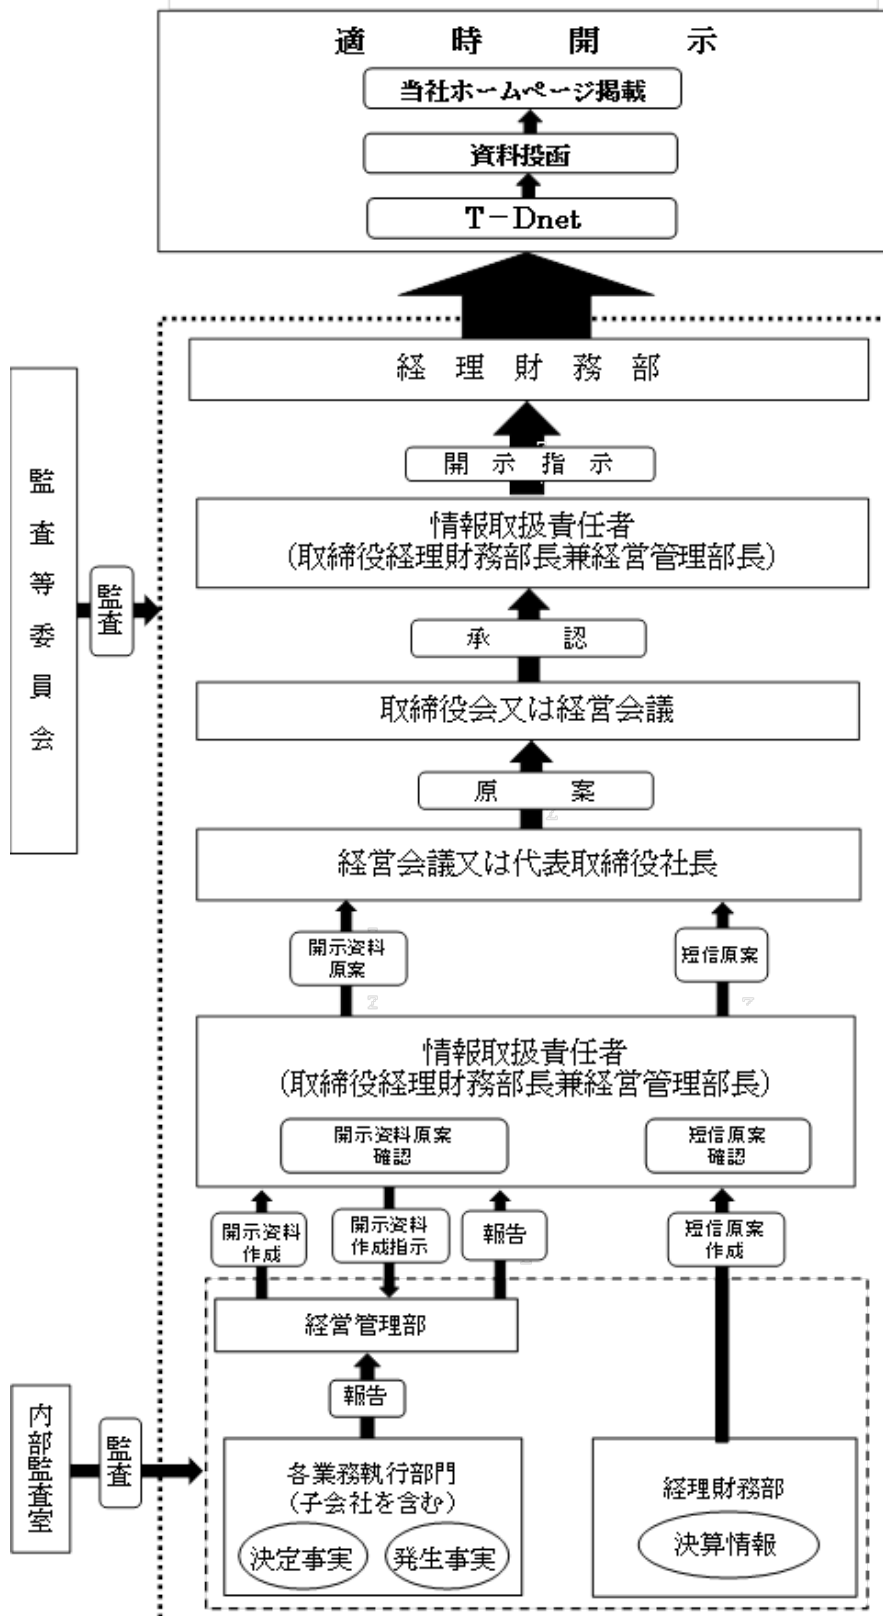 適時開示
当社ホームページ掲載
資料投函
T－Dnet
経理財務部
開示指示
情報取扱責任者
(取締役経理財務部長兼経営管理部長)
監査等委員会
監査
承認
取締役会又は経営会議
原案
経営会議又は代表取締役社長
開示資料
原案
短信原案
情報取扱責任者
(取締役経理財務部長兼経営管理部長)
開示資料原案
確認
短信原案
確認
開示資料
作成
開示資料
作成指示
報告
短信原案
作成
経営管理部
報告
内部監査室
監査
各業務執行部門
(子会社を含む)
決定事実
発生事実
経理財務部
決算情報